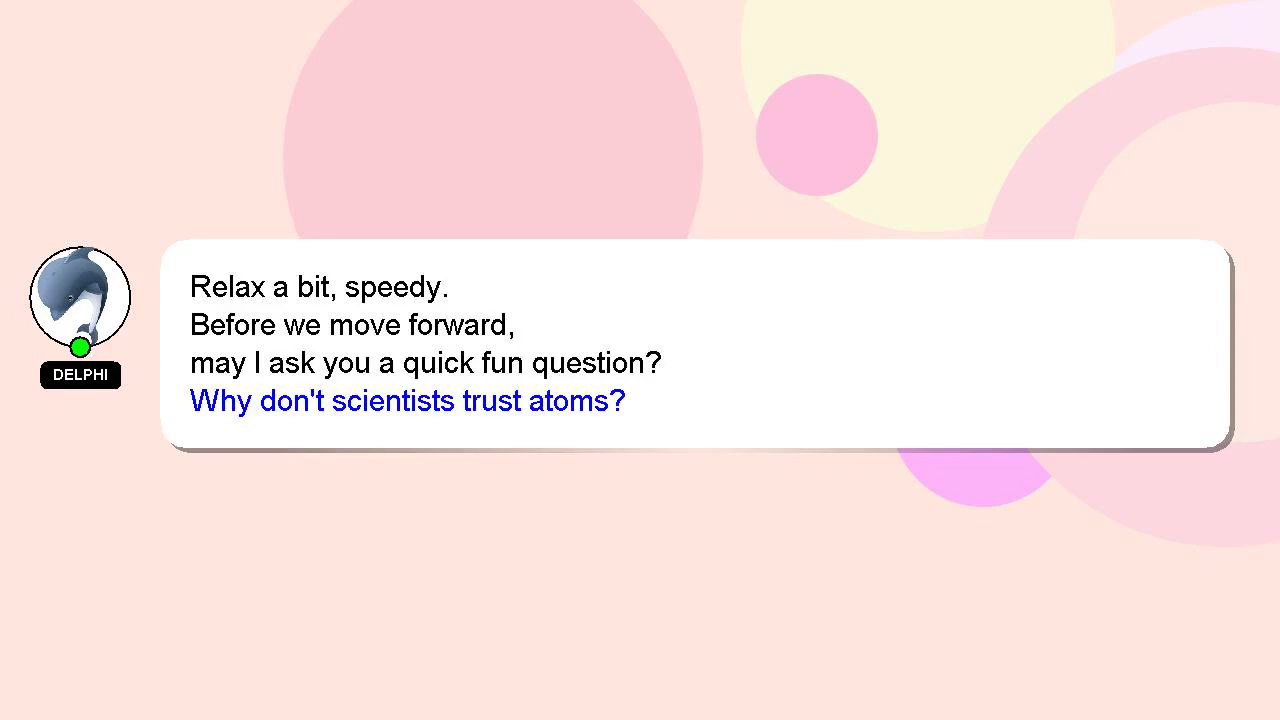 Relax a bit, speedy.
Before we move forward,
may I ask you a quick fun question?
Why don't scientists trust atoms?
DELPHI